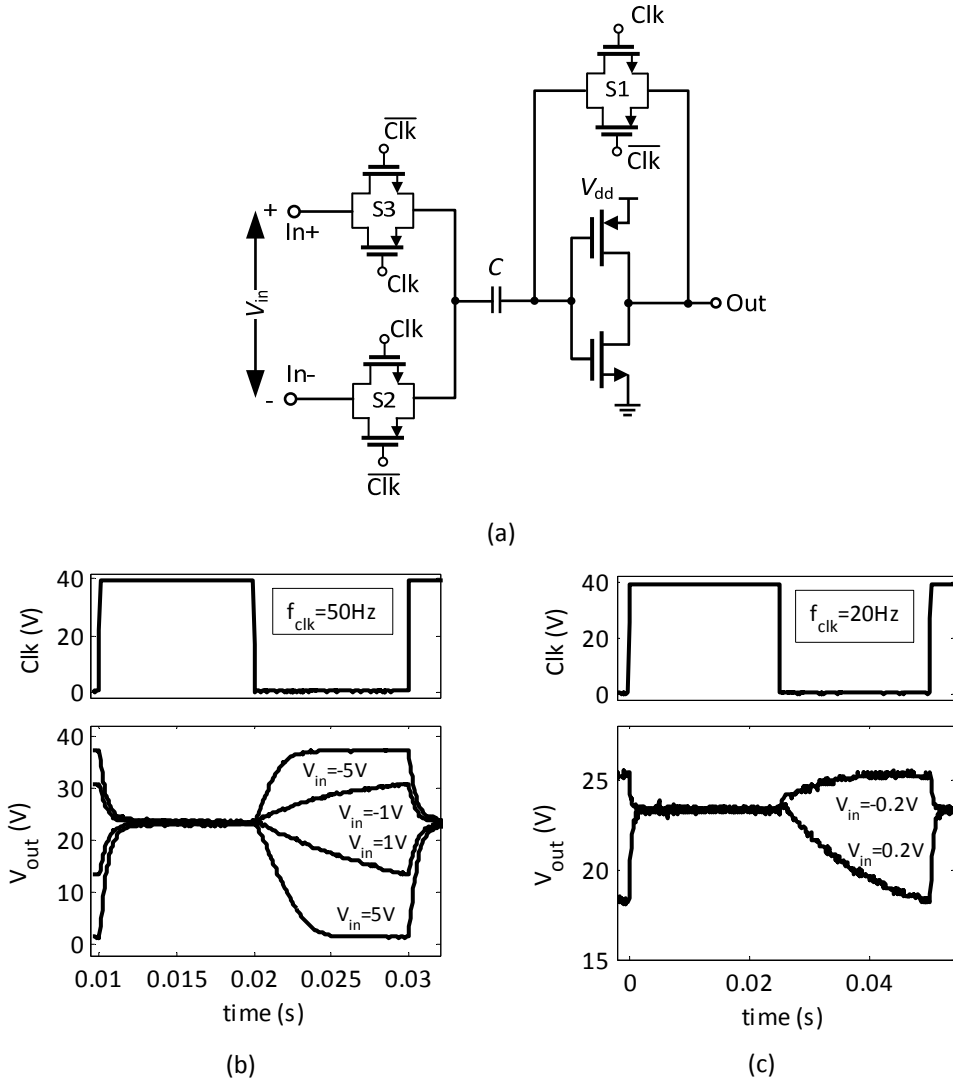 Clk
S1
Clk
Clk
S3
Clk
+
In+
V_in
In-
-
Clk
S2
Clk
C
V_dd
Out
(a)
Clk (V)
40
20
0
f_clk=50Hz
V_out (V)
40
30
20
10
0
V_in=-5V
V_in=-1V
V_in=1V
V_in=5V
0.01 0.015 0.02 0.025 0.03
time (s)
(b)
Clk (V)
40
20
0
f_clk=20Hz
V_out (V)
25
20
15
V_in=-0.2V
V_in=0.2V
0 0.02 0.04
time (s)
(c)